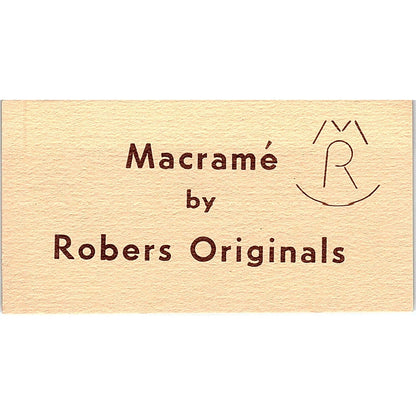 Macramé
by
Robers Originals
R